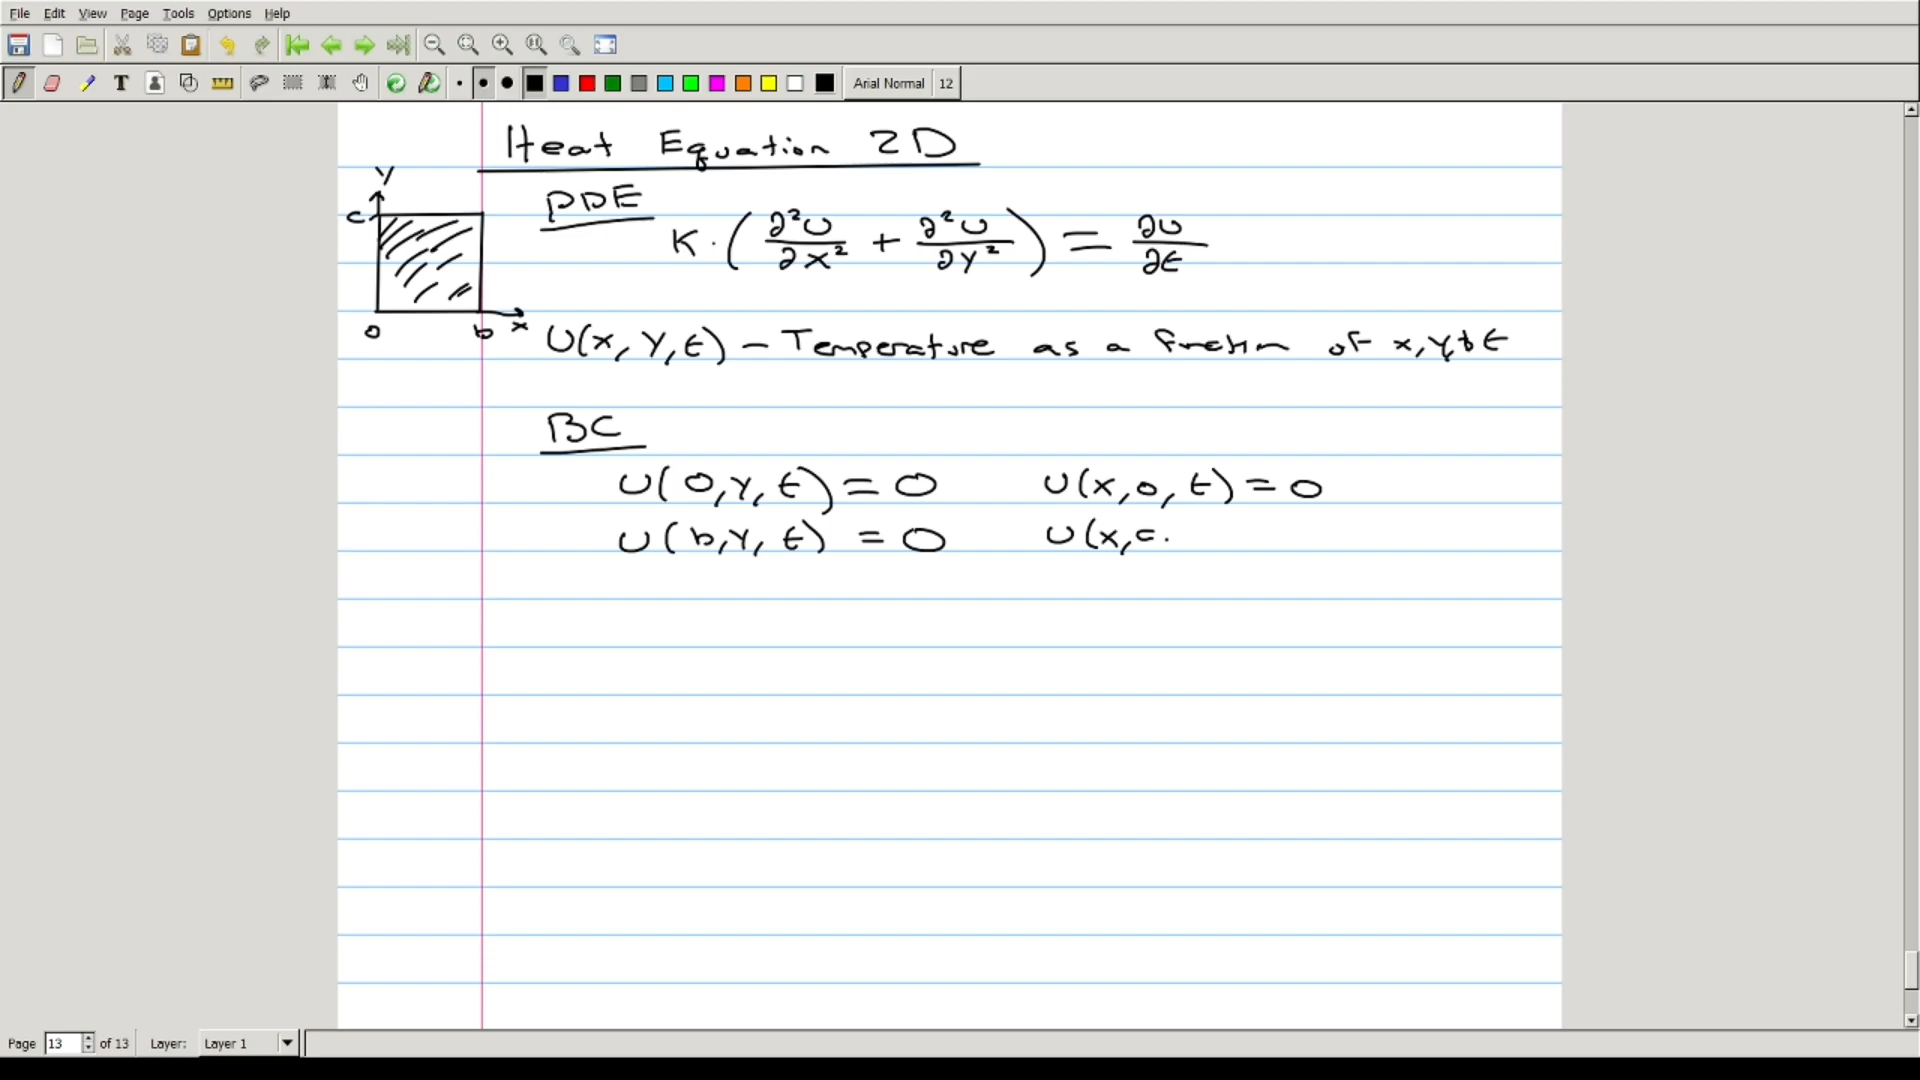 File Edit View Page Tools Options Help
T Arial Normal 12
Heat Equation 2D
PDE
K · ( ∂²U/∂x² + ∂²U/∂y² ) = ∂U/∂t
y
c
0 b x
U(x, y, t) – Temperature as a function of x, y & t
BC
U(0, y, t) = 0 U(x, 0, t) = 0
U(b, y, t) = 0 U(x, c
Page 13 of 13 Layer: Layer 1